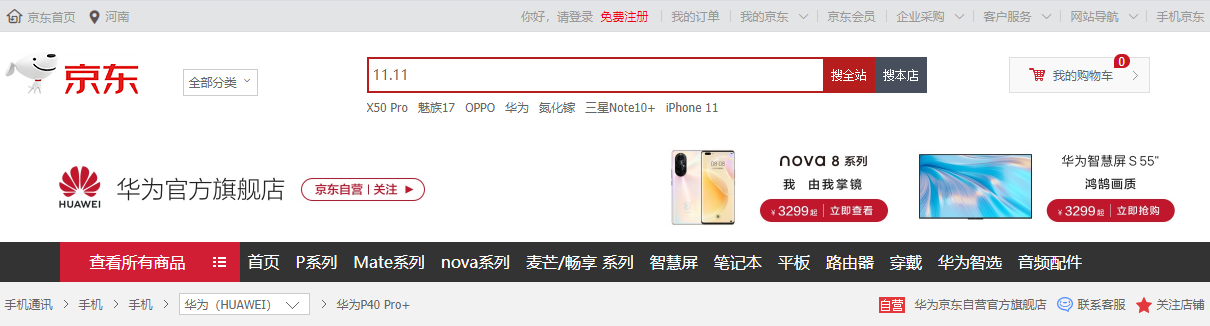 京东首页 河南 你好，请登录 免费注册 我的订单 我的京东 京东会员 企业采购 客户服务 网站导航 手机京东
京东 全部分类 11.11 搜全站 搜本店 我的购物车 0
X50 Pro 魅族17 OPPO 华为 氮化镓 三星Note10+ iPhone 11
HUAWEI 华为官方旗舰店 京东自营 | 关注
nova 8 系列
我 由我掌镜
¥ 3299起 | 立即查看
华为智慧屏 S 55"
鸿鹄画质
¥ 3299起 | 立即抢购
查看所有商品 首页 P系列 Mate系列 nova系列 麦芒/畅享 系列 智慧屏 笔记本 平板 路由器 穿戴 华为智选 音频配件
手机通讯 > 手机 > 手机 > 华为（HUAWEI） > 华为P40 Pro+ 自营 华为京东自营官方旗舰店 联系客服 关注店铺